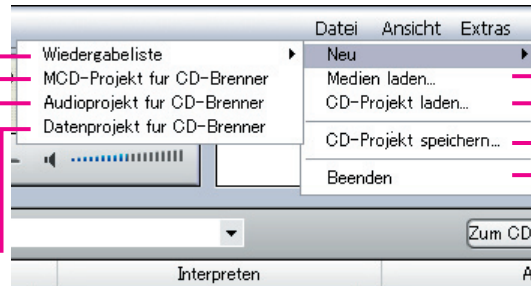 Datei Ansicht Extras
Wiedergabeliste
MCD-Projekt fur CD-Brenner
Audioprojekt fur CD-Brenner
Datenprojekt fur CD-Brenner
Neu
Medien laden...
CD-Projekt laden...
CD-Projekt speichern...
Beenden
Zum CD
Interpreten
A